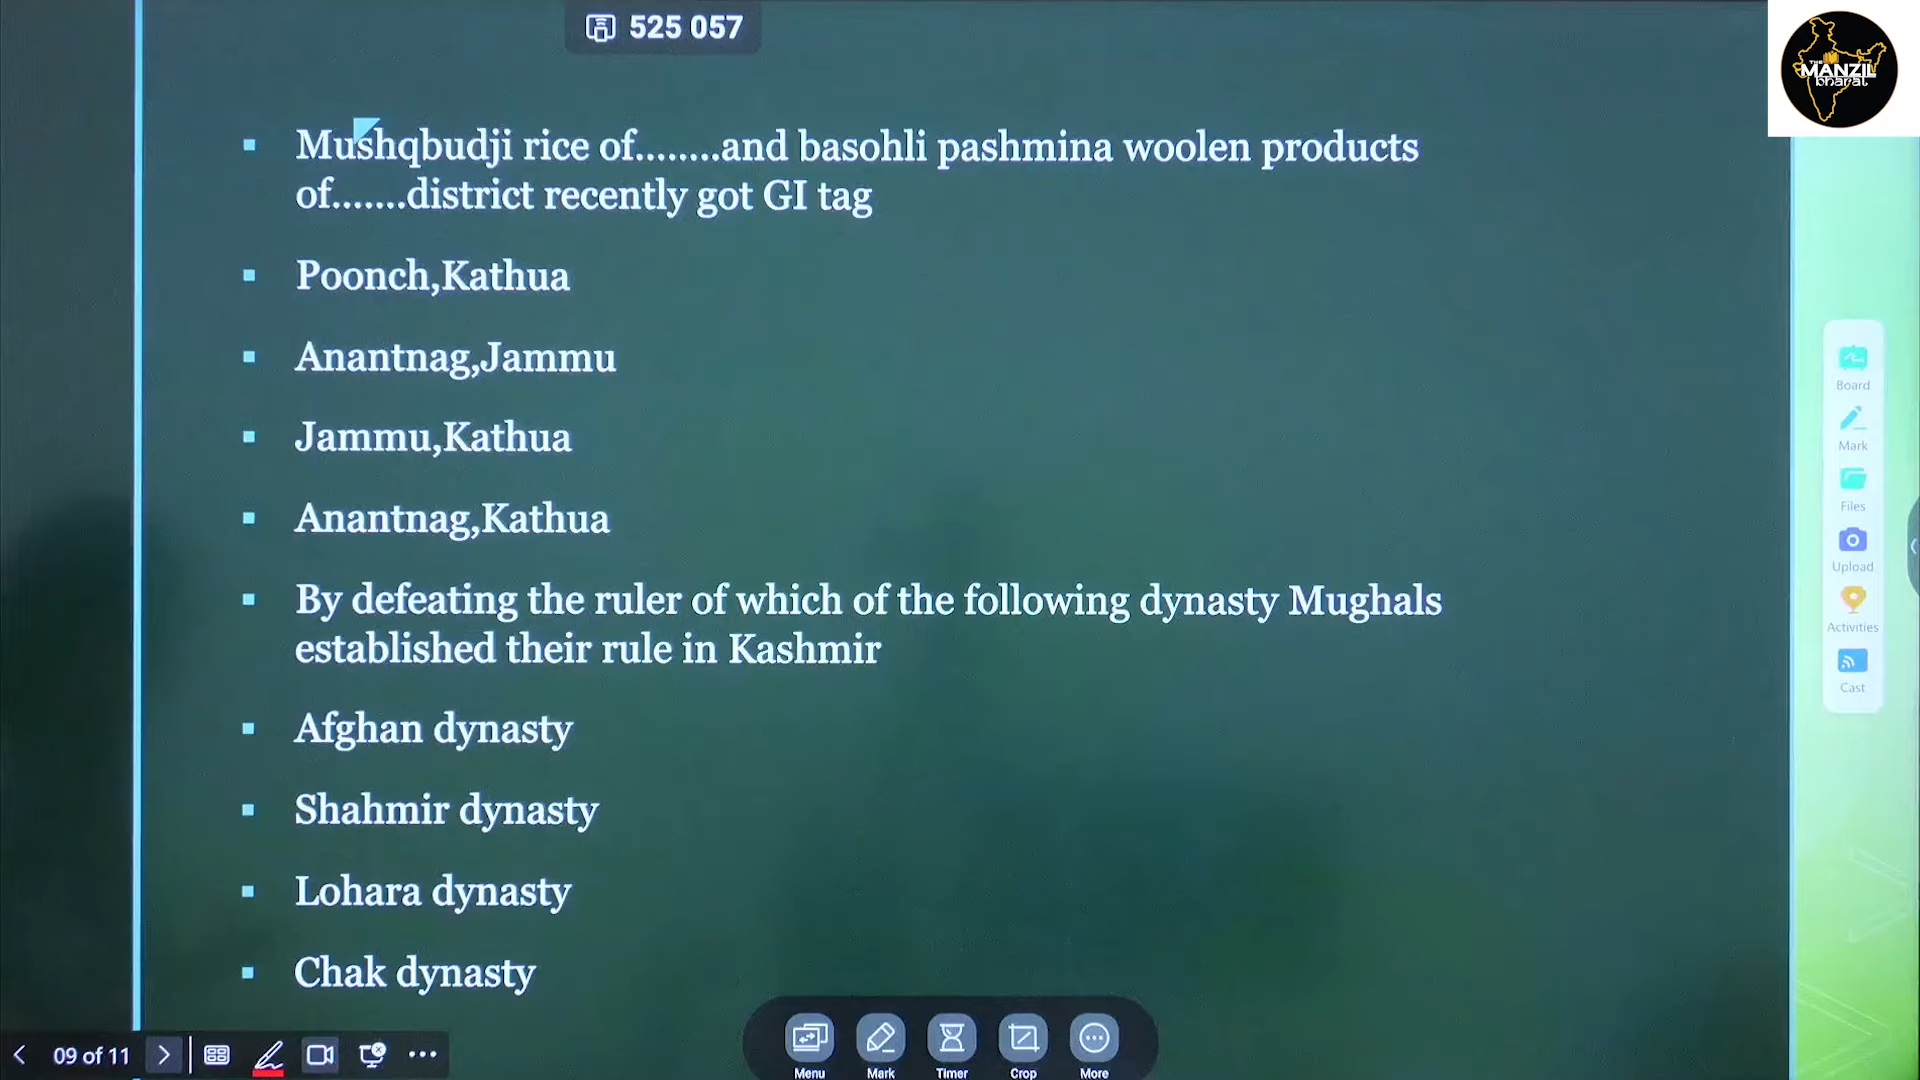 525 057
THE
MANZIL
bharat
Mushqbudji rice of........and basohli pashmina woolen products
of.......district recently got GI tag
Poonch,Kathua
Anantnag,Jammu
Jammu,Kathua
Anantnag,Kathua
By defeating the ruler of which of the following dynasty Mughals
established their rule in Kashmir
Afghan dynasty
Shahmir dynasty
Lohara dynasty
Chak dynasty
Board
Mark
Files
Upload
Activities
Cast
09 of 11
Menu
Mark
Timer
Crop
More